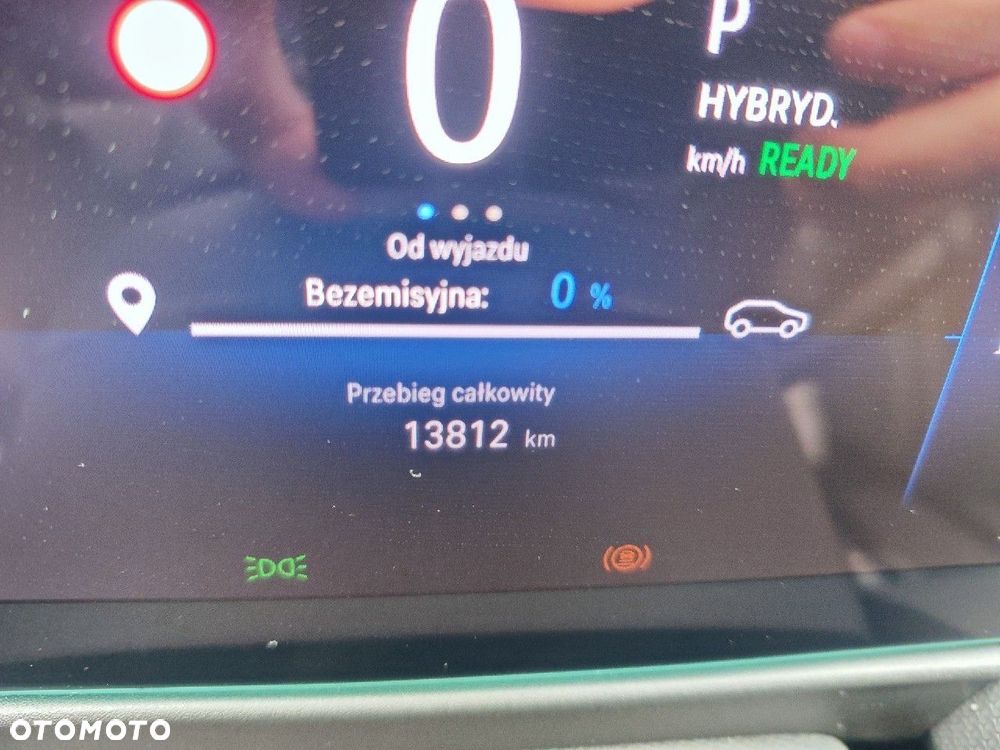 0
P
HYBRYD.
km/h READY
Od wyjazdu
Bezemisyjna: 0 %
Przebieg całkowity
13812 km
OTOMOTO